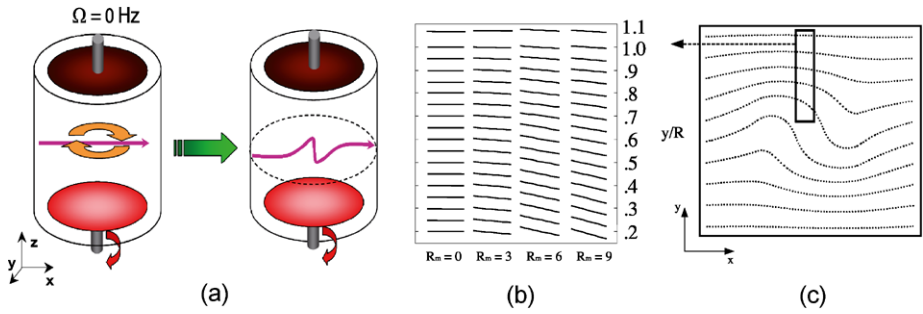 Ω = 0 Hz
z
y
x
(a)
1.1
1.0
.9
.8
.7
.6
.5
.4
.3
.2
Rm = 0 Rm = 3 Rm = 6 Rm = 9
(b)
y/R
y
x
(c)